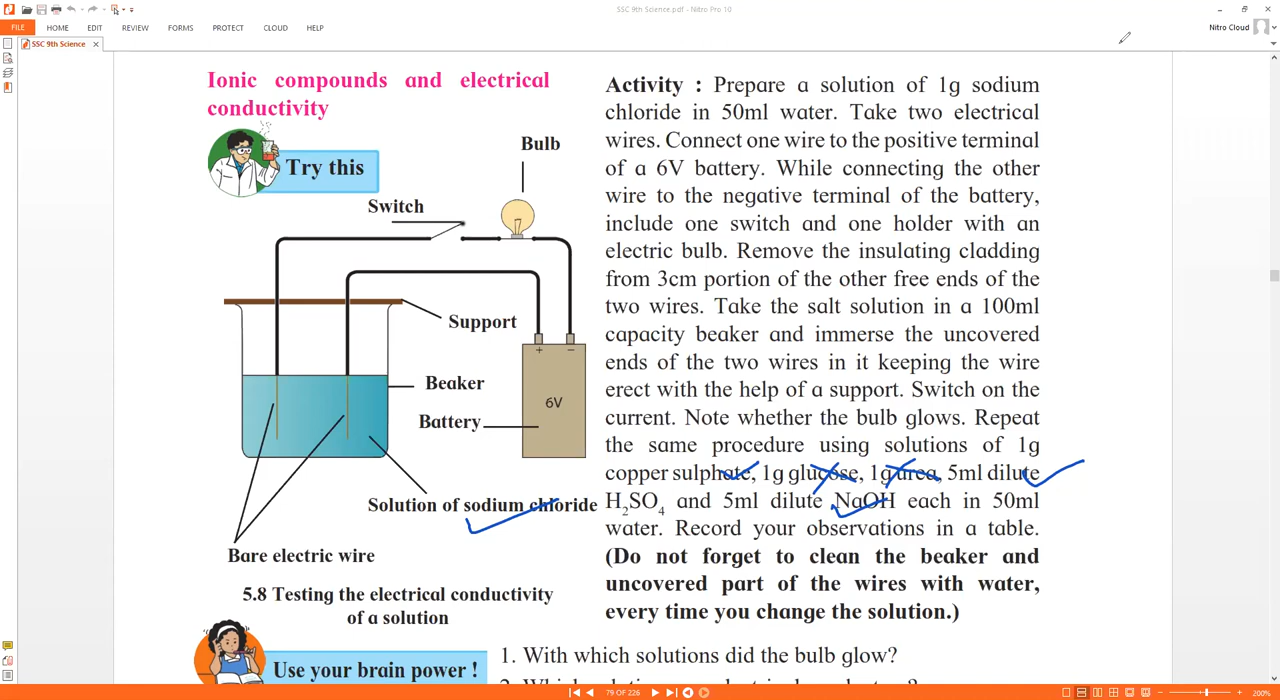 SSC 9th Science.pdf - Nitro Pro 10
FILE HOME EDIT REVIEW FORMS PROTECT CLOUD HELP
Nitro Cloud
SSC 9th Science
Ionic compounds and electrical
conductivity
Try this
Bulb
Switch
Support
Beaker
Battery
6V
+ −
Solution of sodium chloride
Bare electric wire
5.8 Testing the electrical conductivity
of a solution
Activity : Prepare a solution of 1g sodium
chloride in 50ml water. Take two electrical
wires. Connect one wire to the positive terminal
of a 6V battery. While connecting the other
wire to the negative terminal of the battery,
include one switch and one holder with an
electric bulb. Remove the insulating cladding
from 3cm portion of the other free ends of the
two wires. Take the salt solution in a 100ml
capacity beaker and immerse the uncovered
ends of the two wires in it keeping the wire
erect with the help of a support. Switch on the
current. Note whether the bulb glows. Repeat
the same procedure using solutions of 1g
copper sulphate, 1g glucose, 1g urea, 5ml dilute
H₂SO₄ and 5ml dilute NaOH each in 50ml
water. Record your observations in a table.
(Do not forget to clean the beaker and
uncovered part of the wires with water,
every time you change the solution.)
Use your brain power !
1. With which solutions did the bulb glow?
79 OF 226
200%